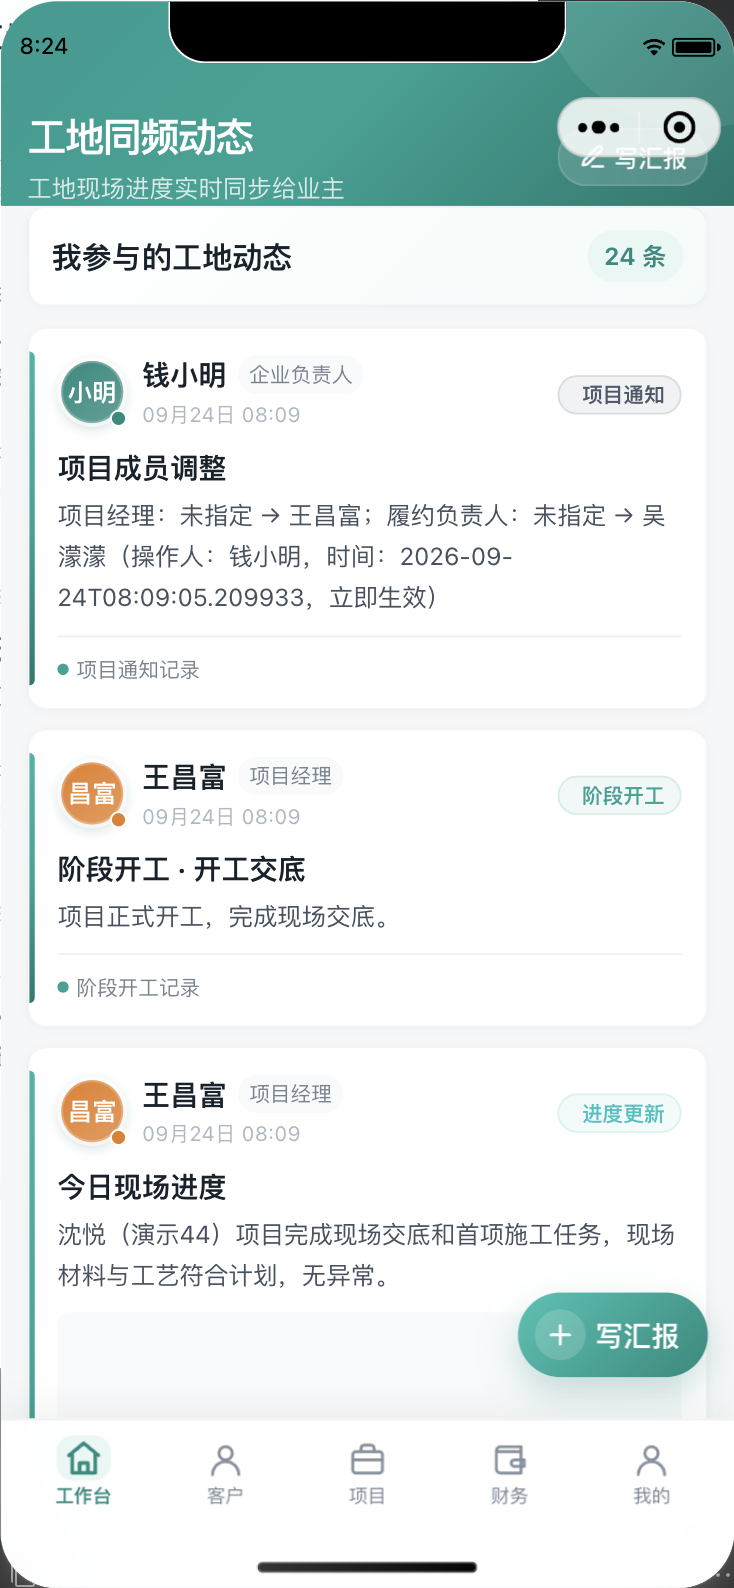 8:24
工地同频动态
写汇报
工地现场进度实时同步给业主
我参与的工地动态
24 条
小明
钱小明
企业负责人
09月24日 08:09
项目通知
项目成员调整
项目经理：未指定 → 王昌富；履约负责人：未指定 → 吴
濛濛（操作人：钱小明，时间：2026-09-
24T08:09:05.209933，立即生效）
项目通知记录
昌富
王昌富
项目经理
09月24日 08:09
阶段开工
阶段开工 · 开工交底
项目正式开工，完成现场交底。
阶段开工记录
昌富
王昌富
项目经理
09月24日 08:09
进度更新
今日现场进度
沈悦（演示44）项目完成现场交底和首项施工任务，现场
材料与工艺符合计划，无异常。
写汇报
工作台
客户
项目
财务
我的